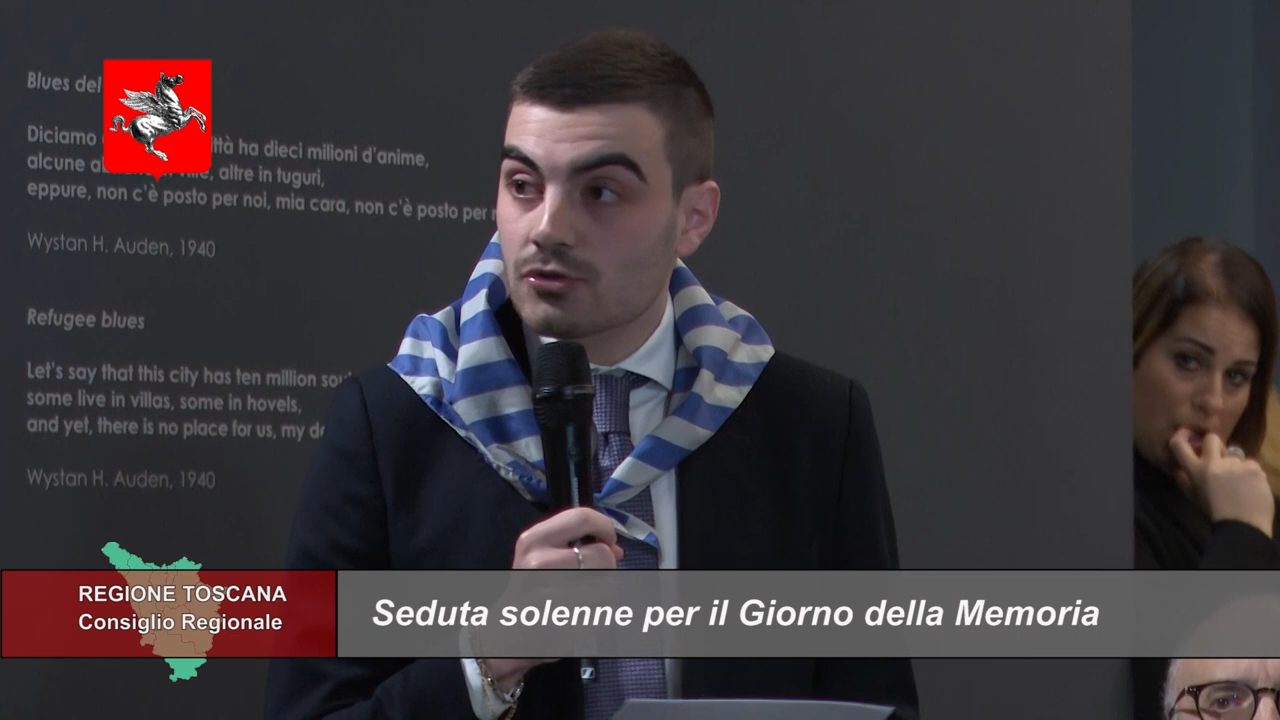 Blues del
Diciamo ttà ha dieci milioni d'anime,
alcune altre in tuguri,
eppure, non c'è posto per noi, mia cara, non c'è posto per
Wystan H. Auden, 1940
Refugee blues
Let's say that this city has ten million sou
some live in villas, some in hovels,
and yet, there is no place for us, my de
Wystan H. Auden, 1940
REGIONE TOSCANA
Consiglio Regionale
Seduta solenne per il Giorno della Memoria